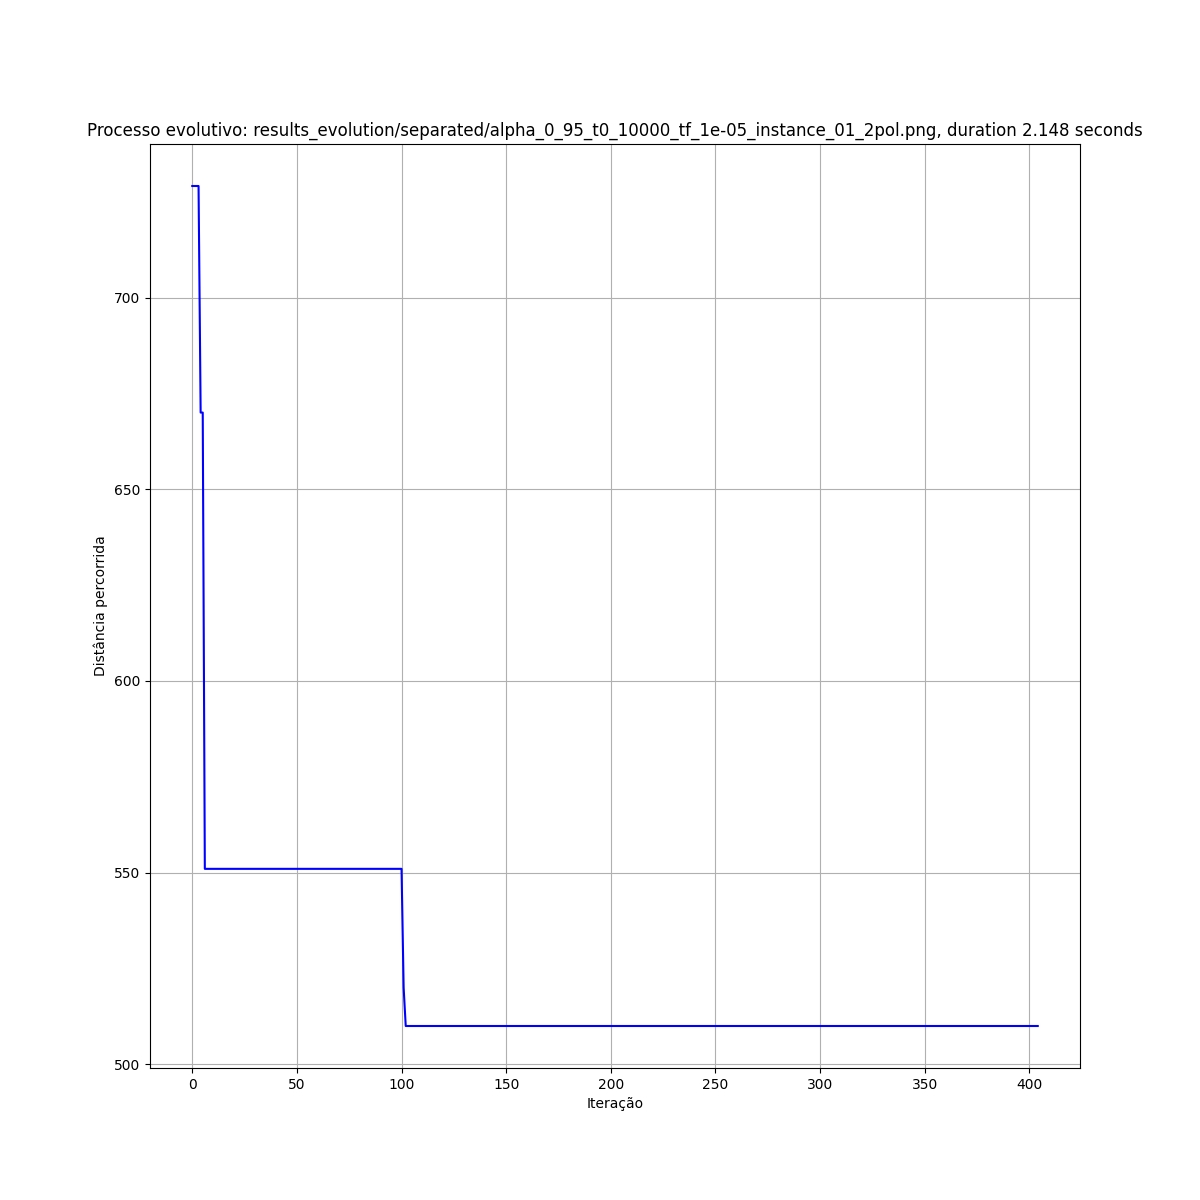 Processo evolutivo: results_evolution/separated/alpha_0_95_t0_10000_tf_1e-05_instance_01_2pol.png, duration 2.148 seconds
700
650
600
550
500
Distância percorrida
0 50 100 150 200 250 300 350 400
Iteração